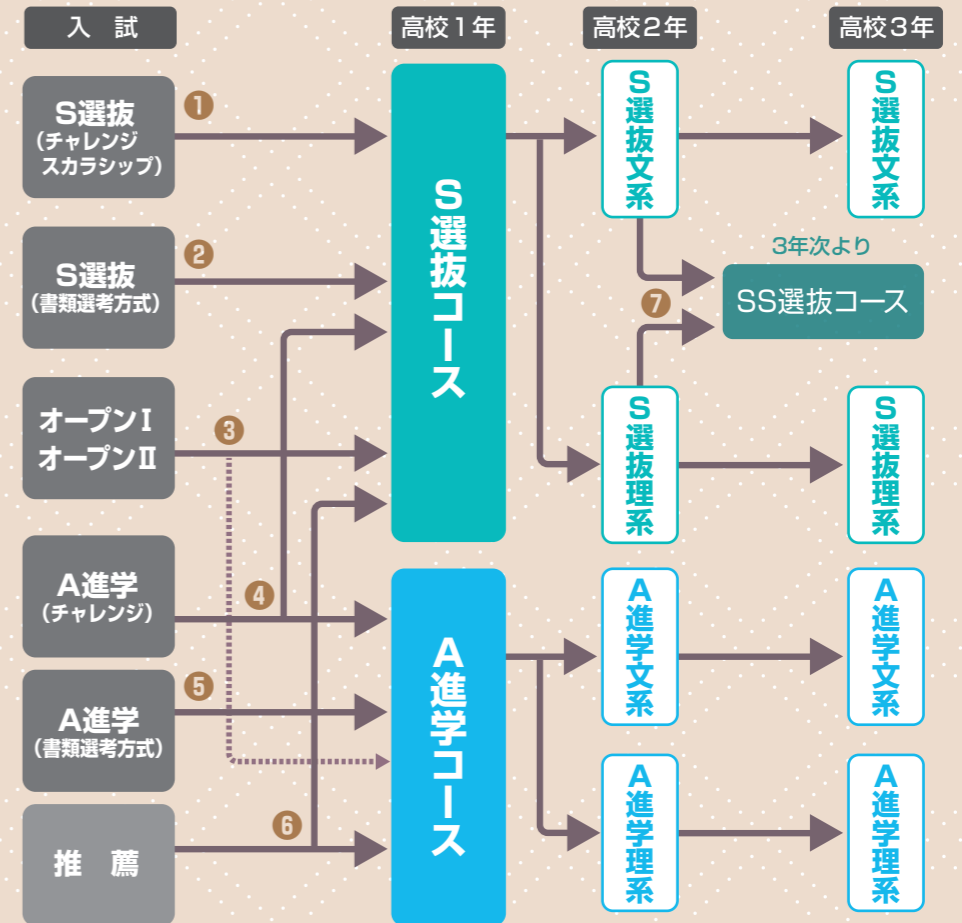 入 試
高校1年
高校2年
高校3年
S選抜
(チャレンジ
スカラシップ)
❶
S選抜
(書類選考方式)
❷
オープンⅠ
オープンⅡ
❸
A進学
(チャレンジ)
❹
A進学
(書類選考方式)
❺
推 薦
❻
S選抜コース
A進学コース
S選抜文系
❼
S選抜理系
A進学文系
A進学理系
S選抜文系
3年次より
SS選抜コース
S選抜理系
A進学文系
A進学理系